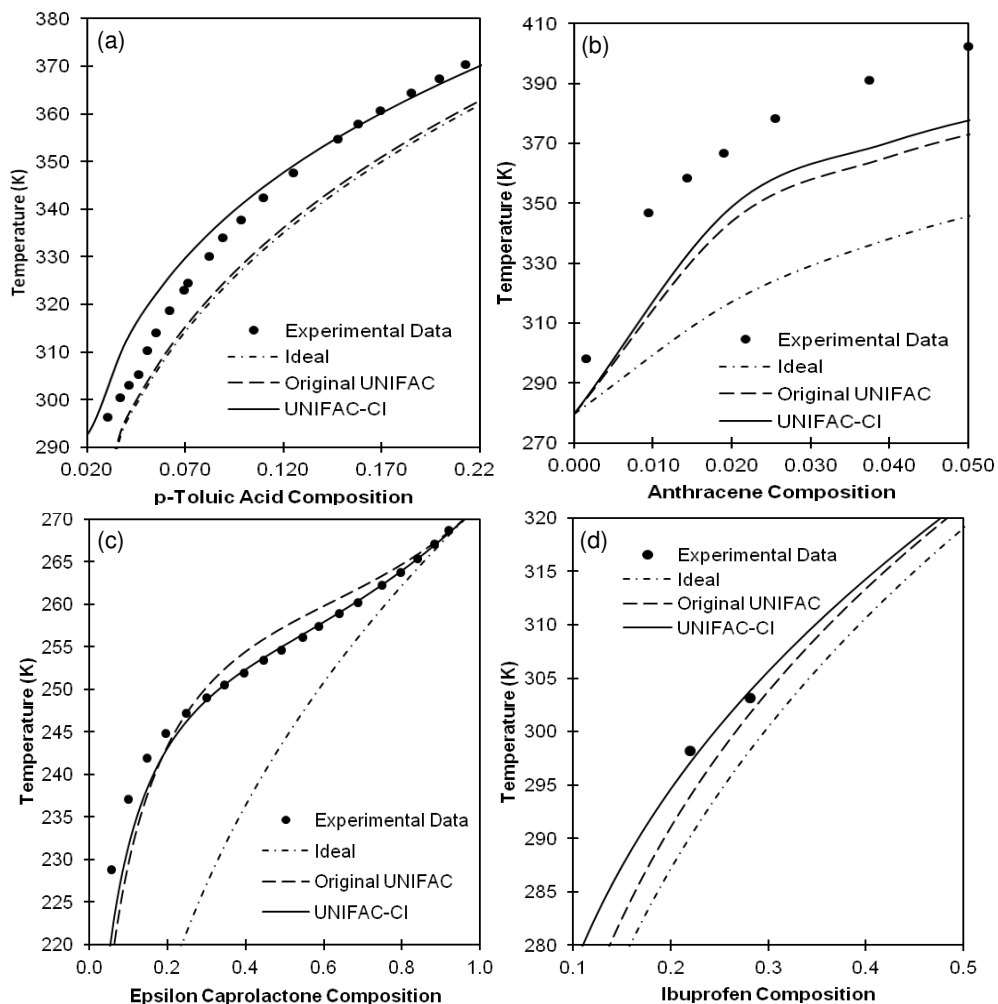 (a)
Temperature (K)
370
360
350
340
330
320
310
300
290
0.020
0.070
0.120
0.170
0.22
Experimental Data
Ideal
Original UNIFAC
UNIFAC-CI
p-Toluic Acid Composition
(b)
Temperature (K)
410
390
370
350
330
310
290
270
0.000
0.010
0.020
0.030
0.040
0.050
Experimental Data
Ideal
Original UNIFAC
UNIFAC-CI
Anthracene Composition
(c)
Temperature (K)
270
265
260
255
250
245
240
235
230
225
220
0.0
0.2
0.4
0.6
0.8
1.0
Experimental Data
Ideal
Original UNIFAC
UNIFAC-CI
Epsilon Caprolactone Composition
(d)
Temperature (K)
320
315
310
305
300
295
290
285
280
0.1
0.2
0.3
0.4
0.5
Experimental Data
Ideal
Original UNIFAC
UNIFAC-CI
Ibuprofen Composition